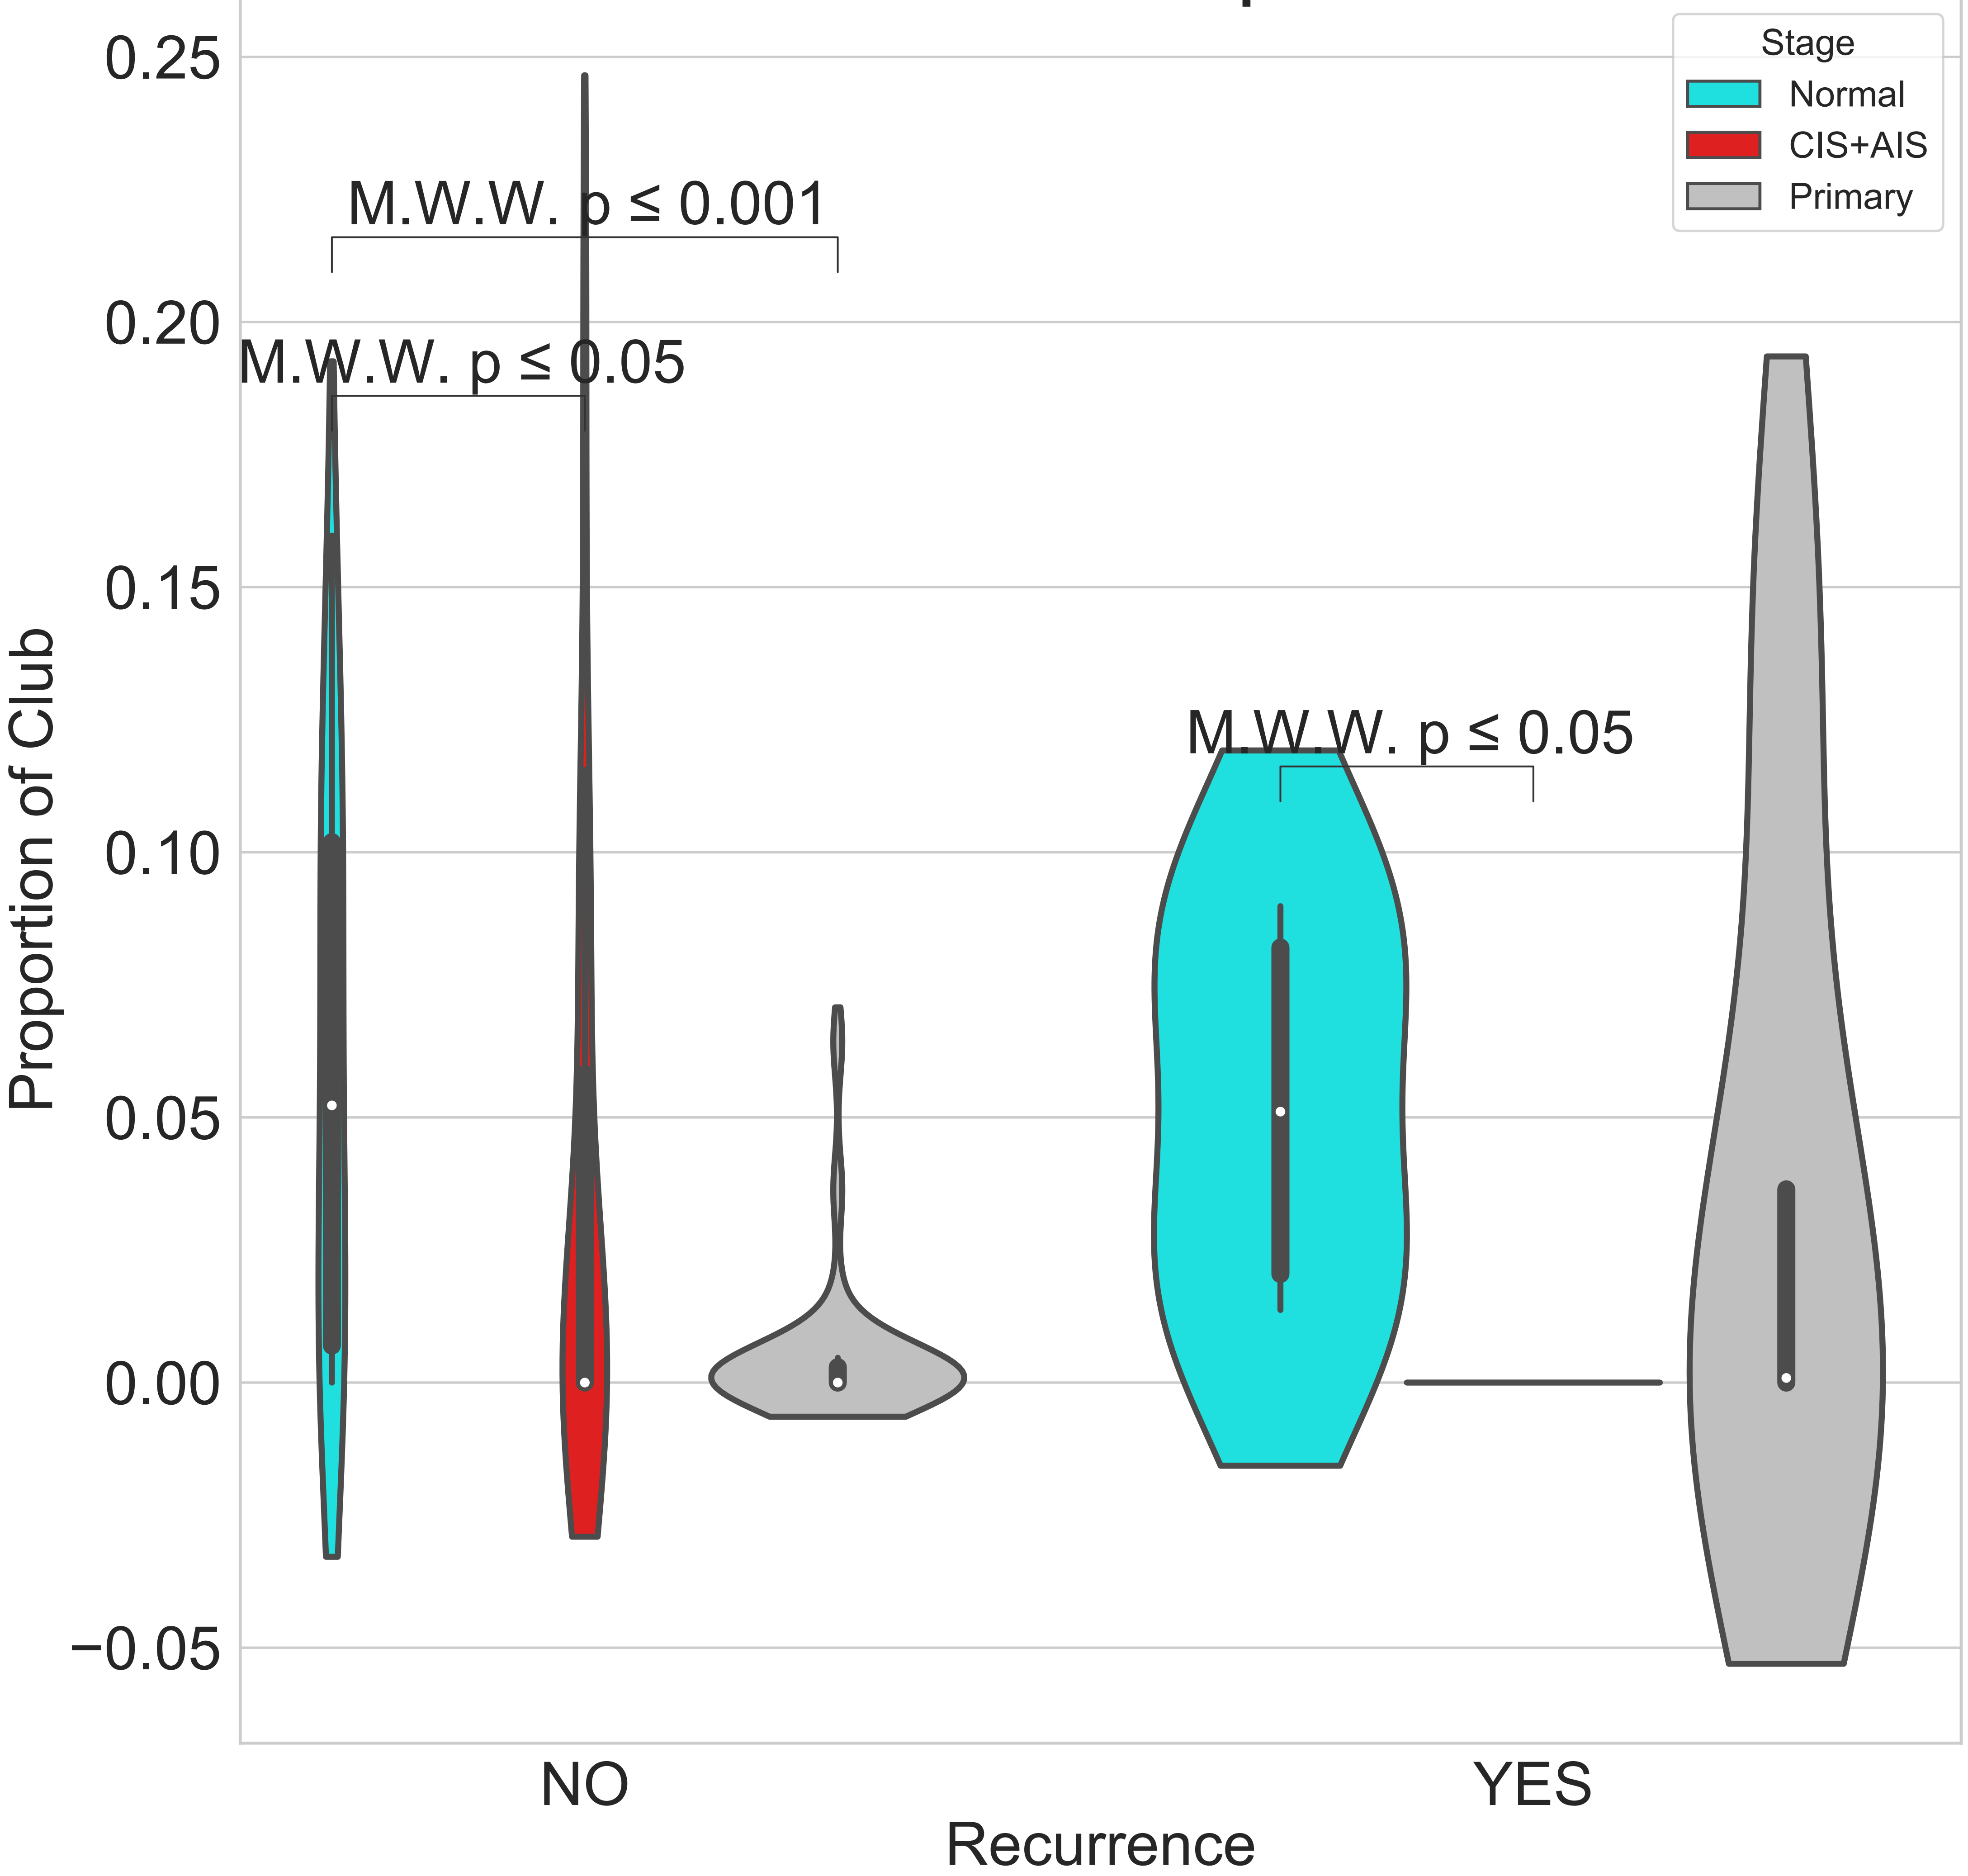 Stage
Normal
CIS+AIS
Primary
0.25
0.20
0.15
0.10
0.05
0.00
−0.05
Proportion of Club
M.W.W. p ≤ 0.001
M.W.W. p ≤ 0.05
M.W.W. p ≤ 0.05
NO
YES
Recurrence